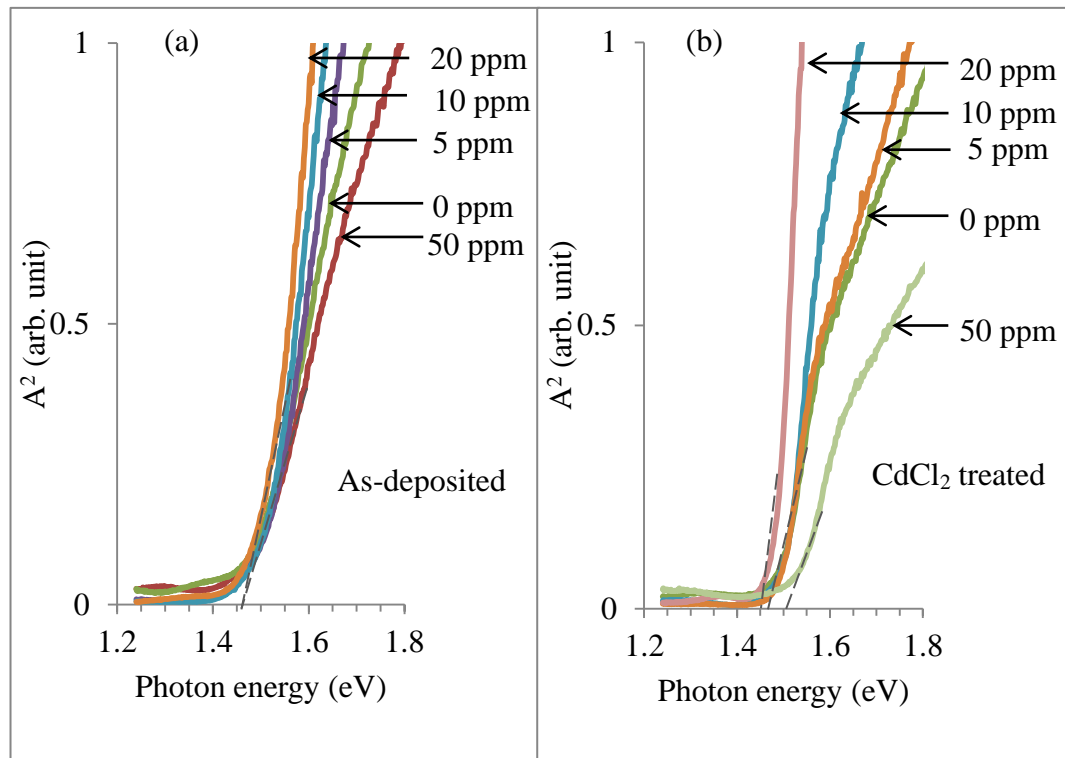 (a)
1
0.5
0
A² (arb. unit)
20 ppm
10 ppm
5 ppm
0 ppm
50 ppm
As-deposited
1.2 1.4 1.6 1.8
Photon energy (eV)
(b)
1
0.5
0
A² (arb. unit)
20 ppm
10 ppm
5 ppm
0 ppm
50 ppm
CdCl₂ treated
1.2 1.4 1.6 1.8
Photon energy (eV)